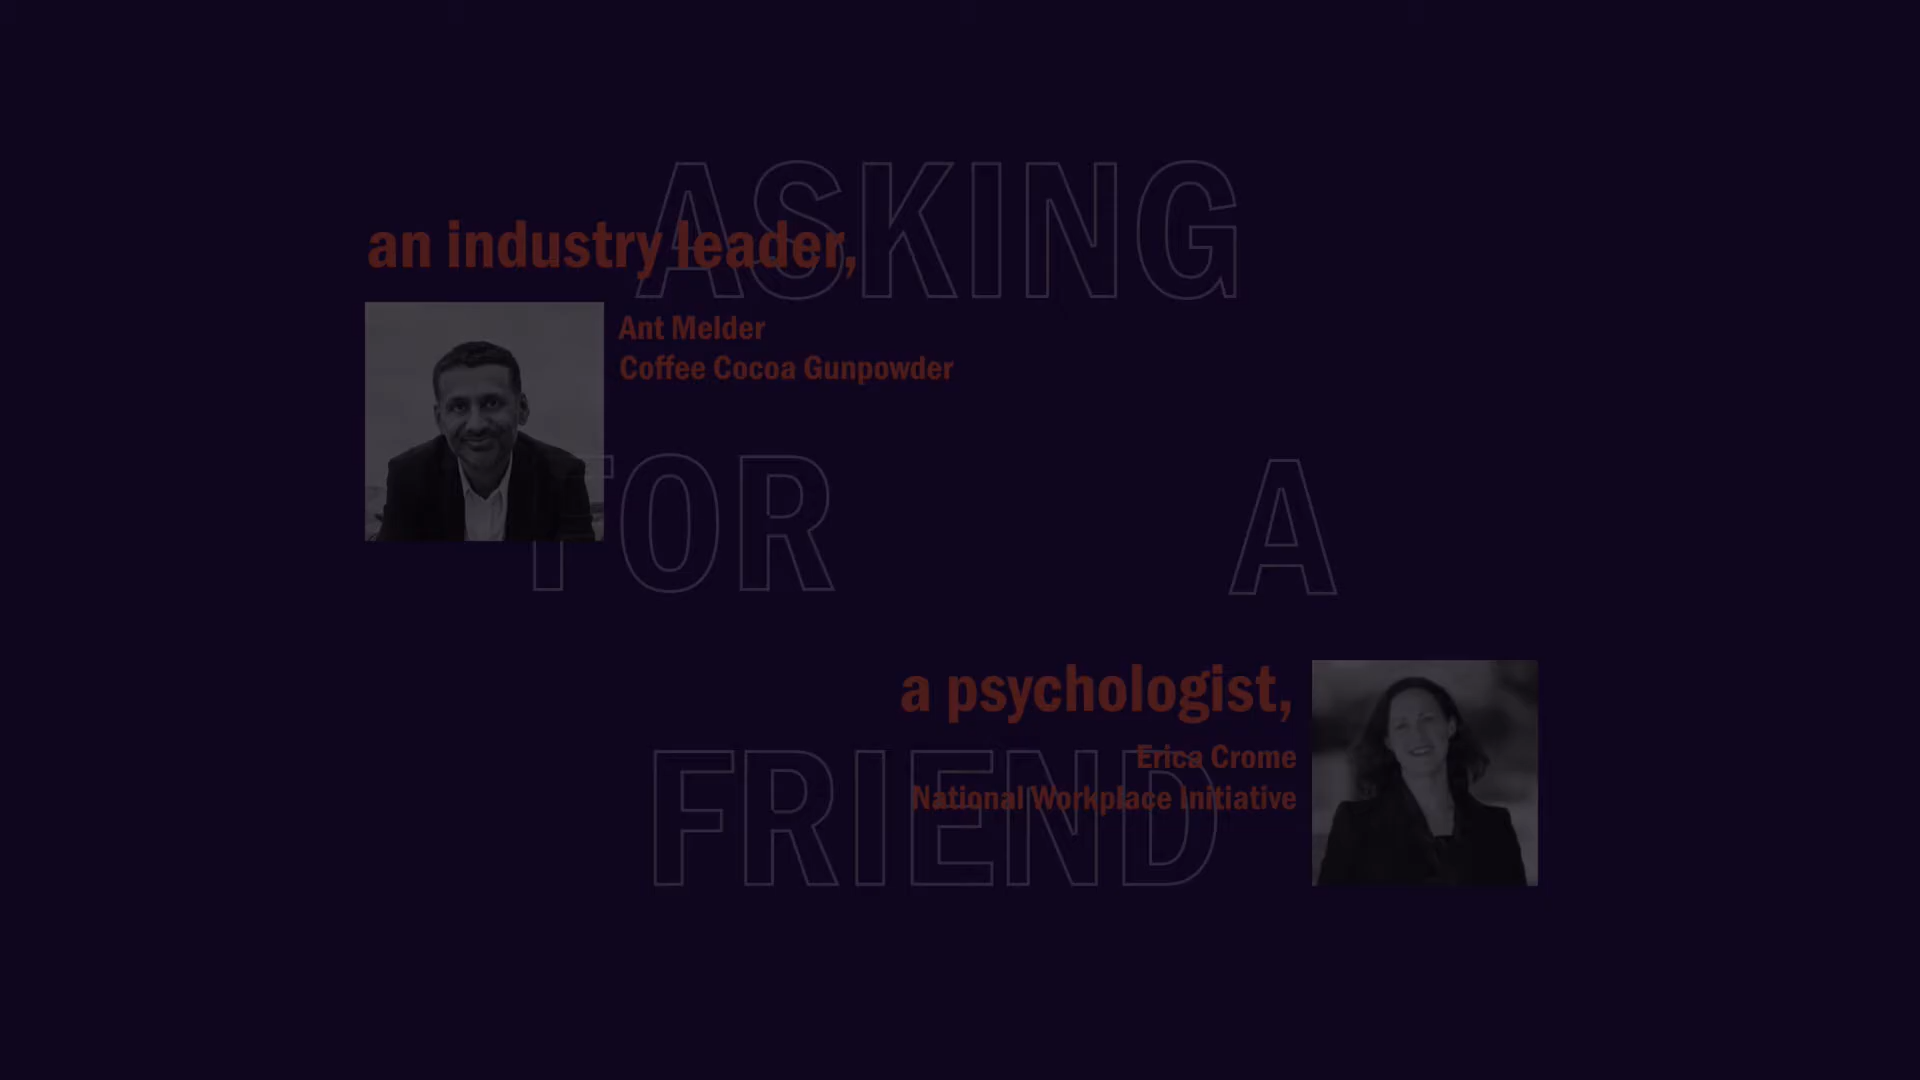 ASKING
an industry leader,
Ant Melder
Coffee Cocoa Gunpowder
FOR A
a psychologist,
FRIEND
Erica Crome
National Workplace Initiative